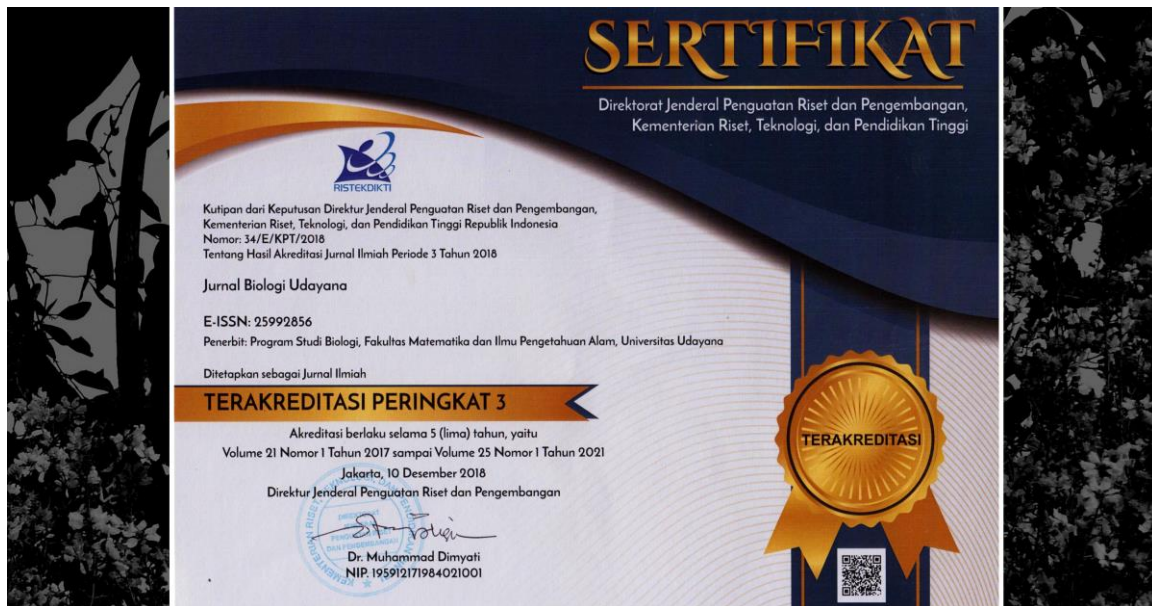 SERTIFIKAT
Direktorat Jenderal Penguatan Riset dan Pengembangan,
Kementerian Riset, Teknologi, dan Pendidikan Tinggi
RISTEKDIKTI
Kutipan dari Keputusan Direktur Jenderal Penguatan Riset dan Pengembangan,
Kementerian Riset, Teknologi, dan Pendidikan Tinggi Republik Indonesia
Nomor: 34/E/KPT/2018
Tentang Hasil Akreditasi Jurnal Ilmiah Periode 3 Tahun 2018
Jurnal Biologi Udayana
E-ISSN: 25992856
Penerbit: Program Studi Biologi, Fakultas Matematika dan Ilmu Pengetahuan Alam, Universitas Udayana
Ditetapkan sebagai Jurnal Ilmiah
TERAKREDITASI PERINGKAT 3
TERAKREDITASI
Akreditasi berlaku selama 5 (lima) tahun, yaitu
Volume 21 Nomor 1 Tahun 2017 sampai Volume 25 Nomor 1 Tahun 2021
Jakarta, 10 Desember 2018
Direktur Jenderal Penguatan Riset dan Pengembangan
Dr. Muhammad Dimyati
NIP. 195912171984021001